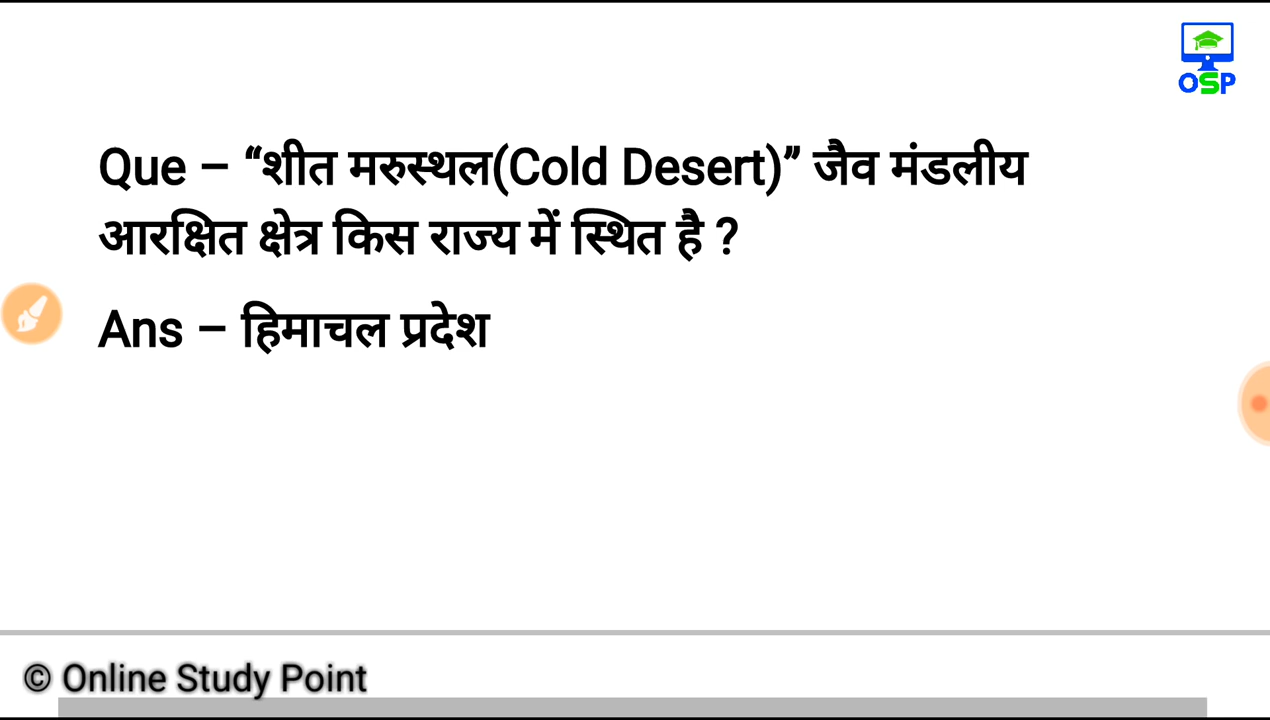 OSP
Que – “शीत मरुस्थल(Cold Desert)” जैव मंडलीय
आरक्षित क्षेत्र किस राज्य में स्थित है ?
Ans – हिमाचल प्रदेश
© Online Study Point